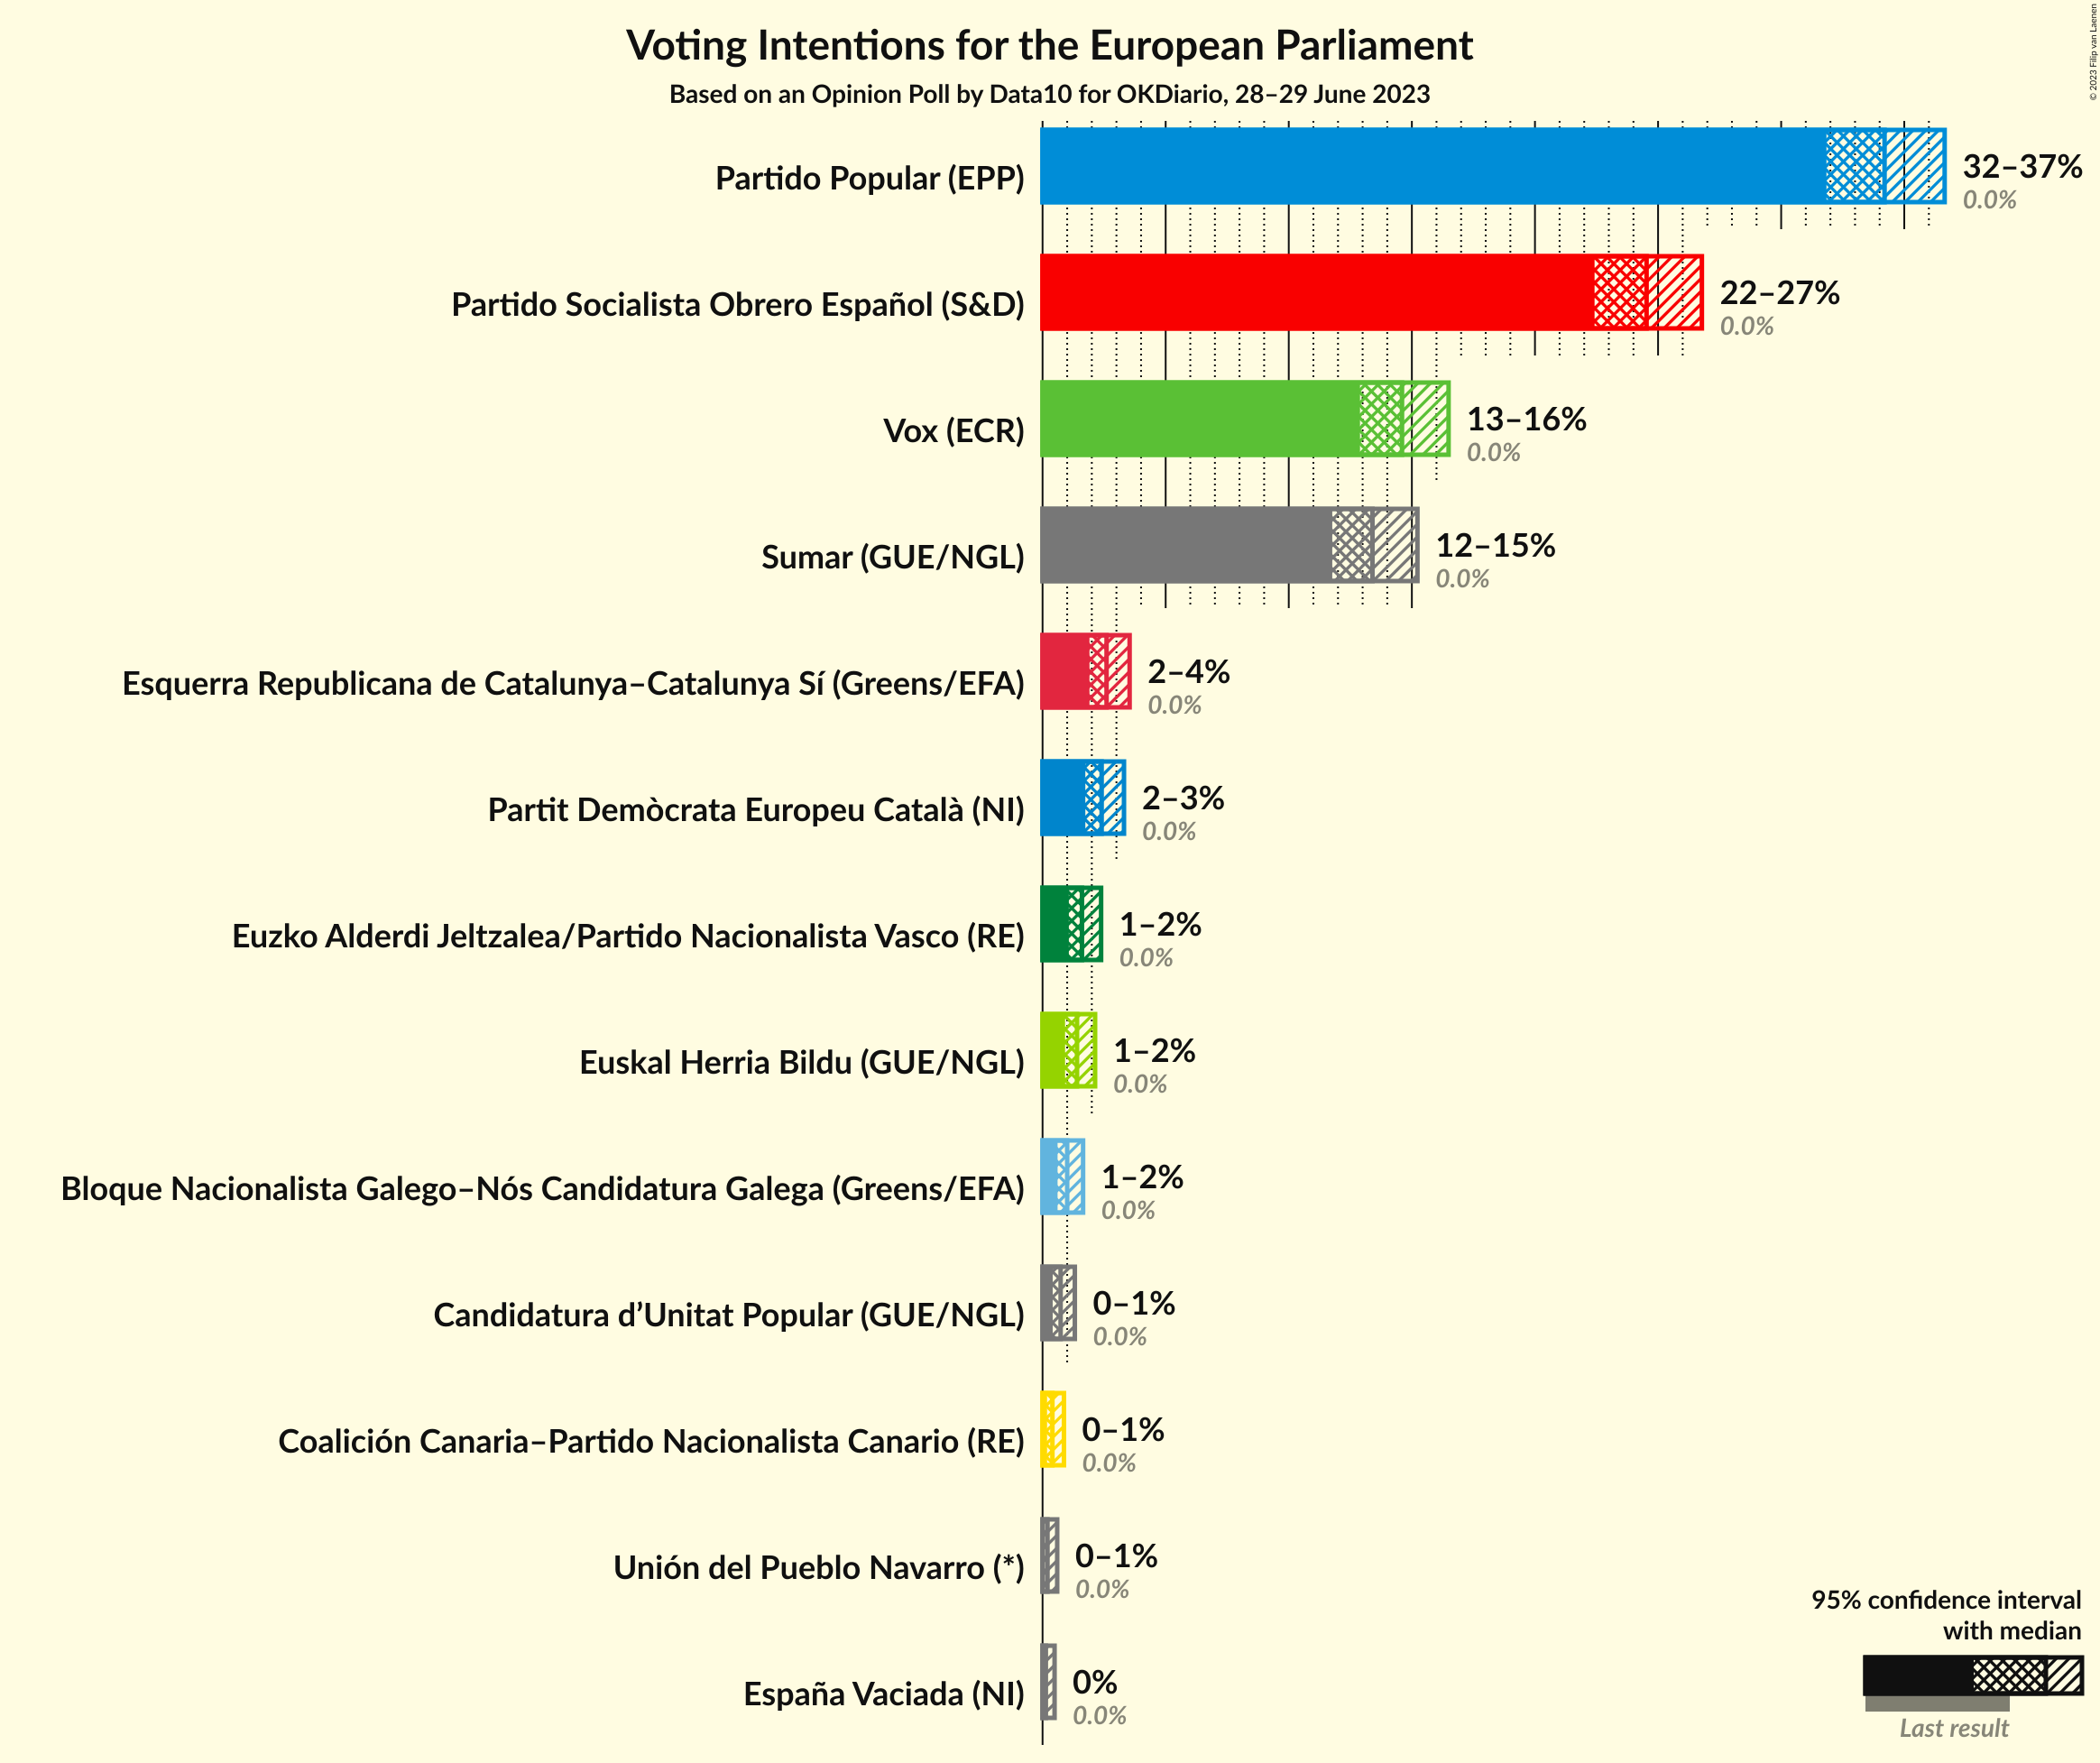 Voting Intentions for the European Parliament
Based on an Opinion Poll by Data10 for OKDiario, 28–29 June 2023
© 2023 Filip van Laenen
Partido Popular (EPP)
32–37%
0.0%
Partido Socialista Obrero Español (S&D)
22–27%
0.0%
Vox (ECR)
13–16%
0.0%
Sumar (GUE/NGL)
12–15%
0.0%
Esquerra Republicana de Catalunya–Catalunya Sí (Greens/EFA)
2–4%
0.0%
Partit Demòcrata Europeu Català (NI)
2–3%
0.0%
Euzko Alderdi Jeltzalea/Partido Nacionalista Vasco (RE)
1–2%
0.0%
Euskal Herria Bildu (GUE/NGL)
1–2%
0.0%
Bloque Nacionalista Galego–Nós Candidatura Galega (Greens/EFA)
1–2%
0.0%
Candidatura d’Unitat Popular (GUE/NGL)
0–1%
0.0%
Coalición Canaria–Partido Nacionalista Canario (RE)
0–1%
0.0%
Unión del Pueblo Navarro (*)
0–1%
0.0%
España Vaciada (NI)
0%
0.0%
95% confidence interval
with median
Last result